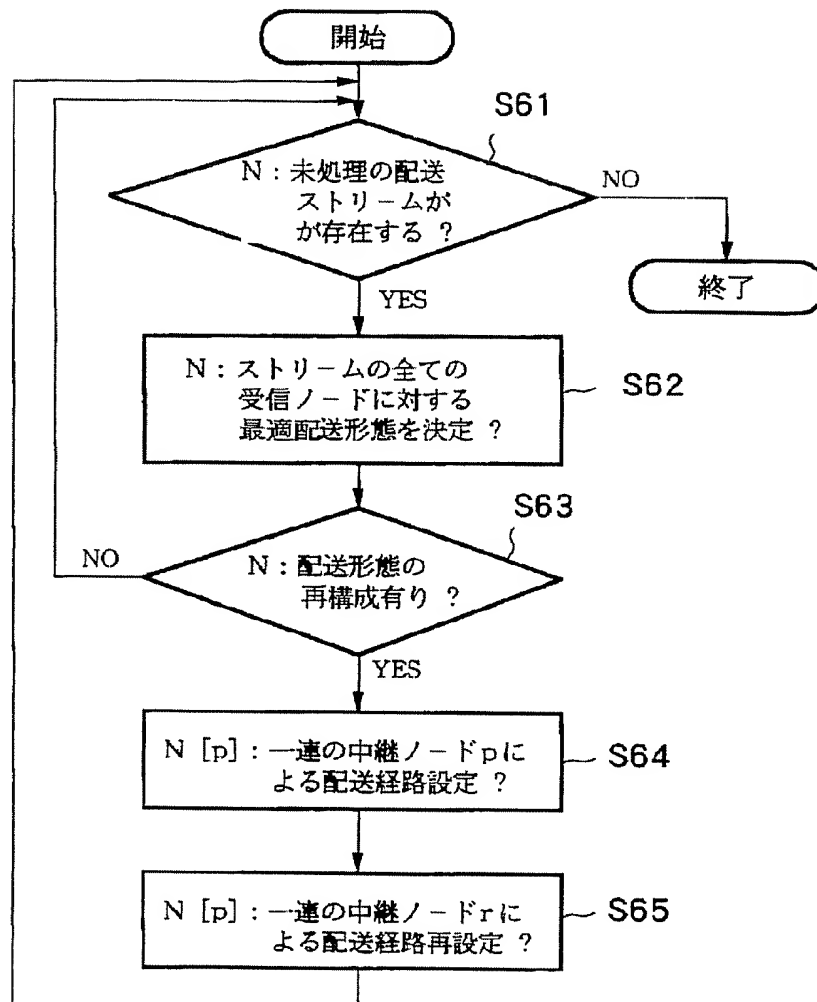 開始
S61
N：未処理の配送
ストリームが
が存在する ？
NO
YES
終了
N：ストリームの全ての
受信ノードに対する
最適配送形態を決定 ？
S62
S63
NO
N：配送形態の
再構成有り ？
YES
N［p］：一連の中継ノードpに
よる配送経路設定 ？
S64
N［p］：一連の中継ノードrに
よる配送経路再設定 ？
S65